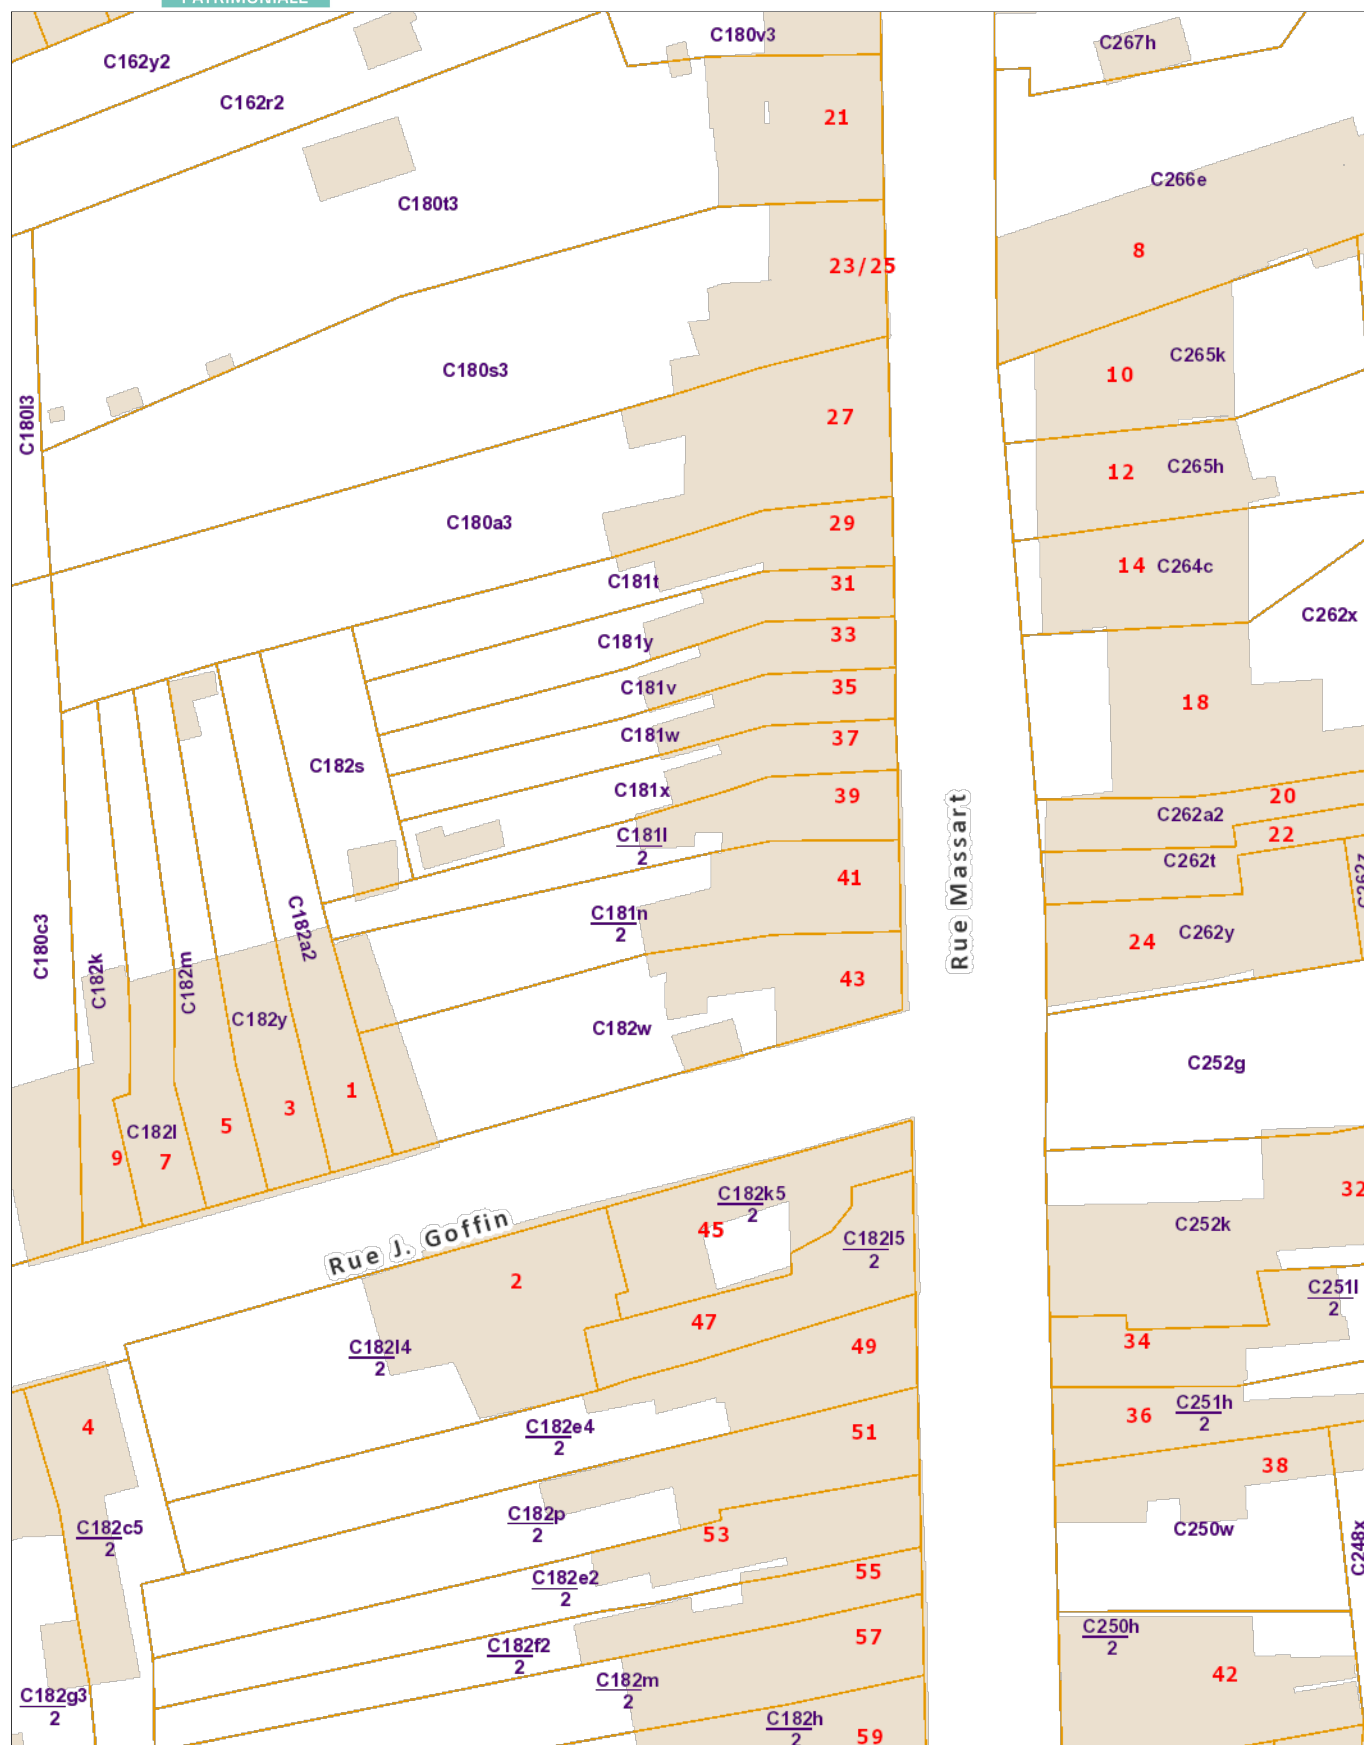 PATRIMONIALE
C162y2
C162r2
C180v3
C267h
21
C180t3
C266e
8
23/25
C180s3
C265k
10
C180l3
27
C265h
12
C180a3
29
C264c
14
C181t
31
C262x
C181y
33
C181v
35
18
C181w
37
C182s
C181x
39
20
C262a2
22
C181l
2
C262t
C262z
41
Rue Massart
C181n
2
C182a2
24
C262y
C180c3
C182k
C182m
43
C182y
C182w
C252g
1
3
5
C182l
9
7
C182k5
2
45
32
C252k
Rue J. Goffin
C182l5
2
2
C251l
2
47
34
C182l4
2
49
4
C182e4
2
36
C251h
2
51
38
C182p
2
C182c5
2
53
C250w
C248x
C182e2
2
55
C250h
2
57
C182f2
2
42
C182m
2
C182g3
2
C182h
2
59